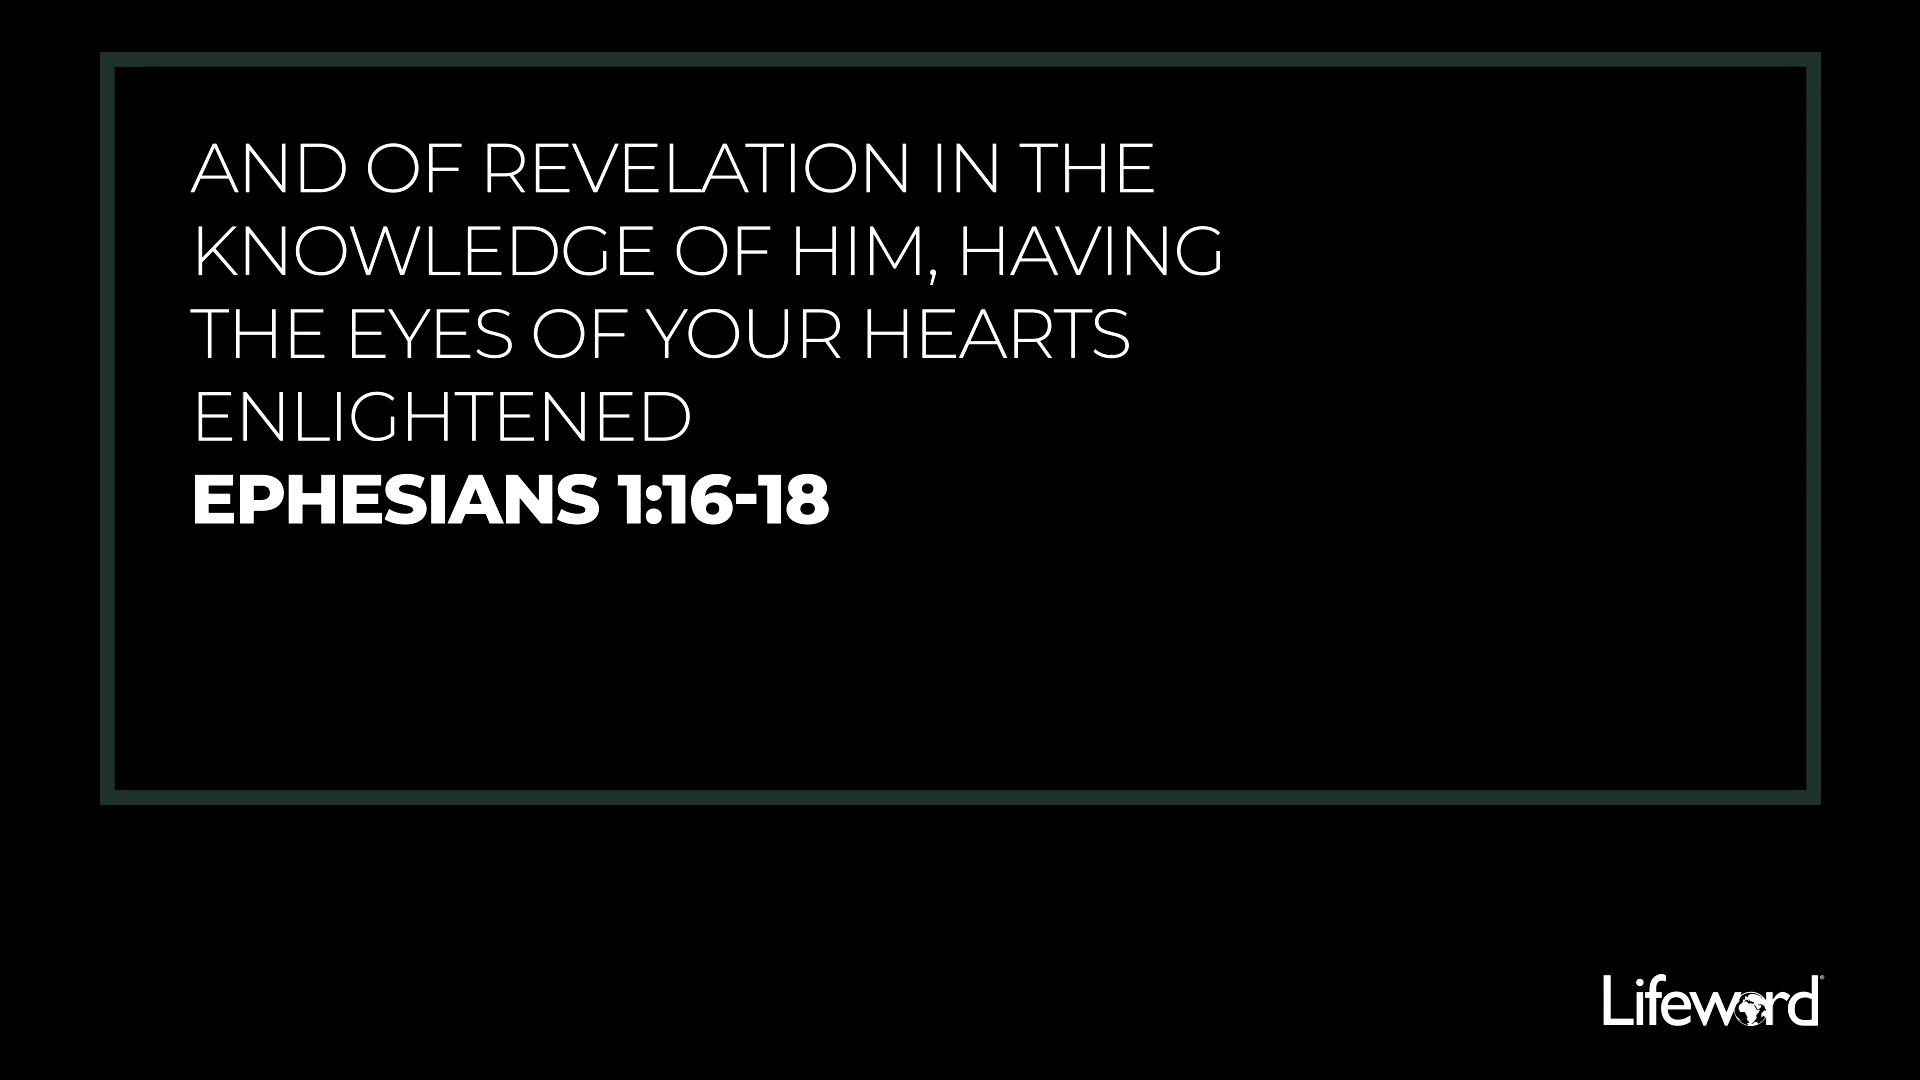 AND OF REVELATION IN THE
KNOWLEDGE OF HIM, HAVING
THE EYES OF YOUR HEARTS
ENLIGHTENED
EPHESIANS 1:16-18
Lifeword®